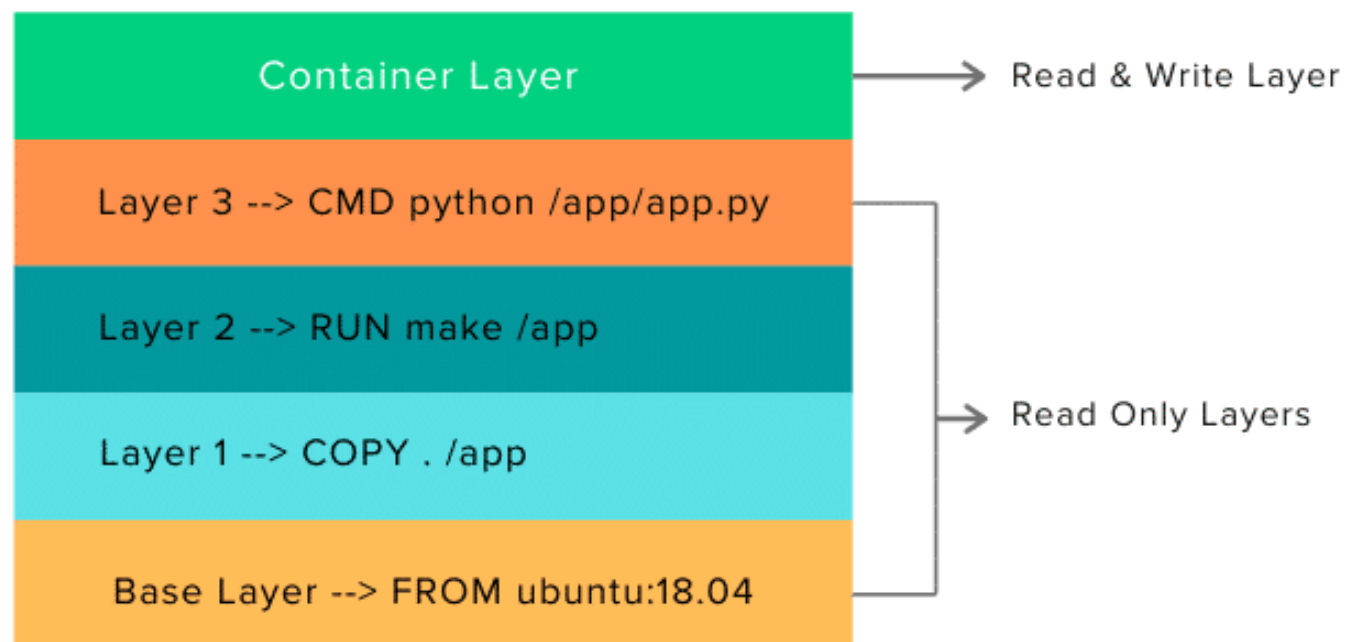 Container Layer
Read & Write Layer
Layer 3 --> CMD python /app/app.py
Layer 2 --> RUN make /app
Read Only Layers
Layer 1 --> COPY . /app
Base Layer --> FROM ubuntu:18.04